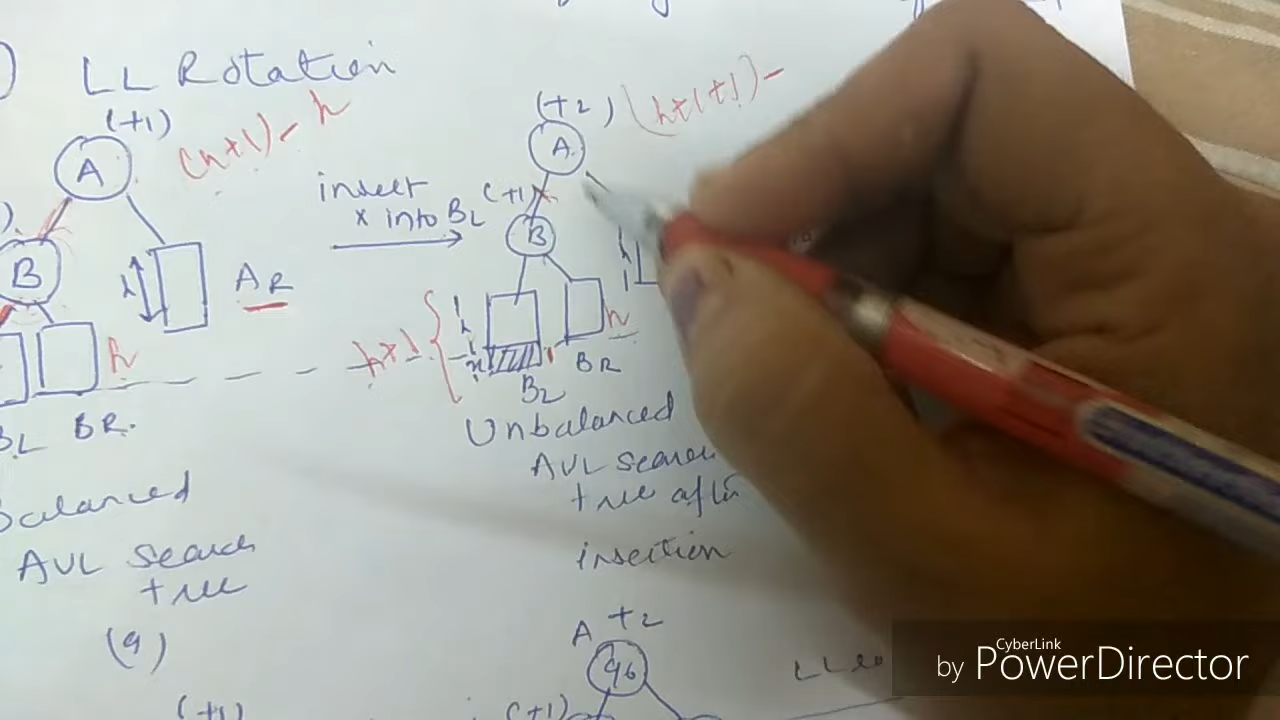 LL Rotation
(+1)
(h+1) - h
A
B
h
AR
h
BL BR.
balanced
AVL search
tree
(a)
(+1)
insert
x into BL
(+2) (h+1+1) -
A
(+1)
B
h
h
h+1
x
h
BL
BR
Unbalanced
AVL search
tree after
insertion
A +2
96
(+1)
LL
CyberLink
by PowerDirector